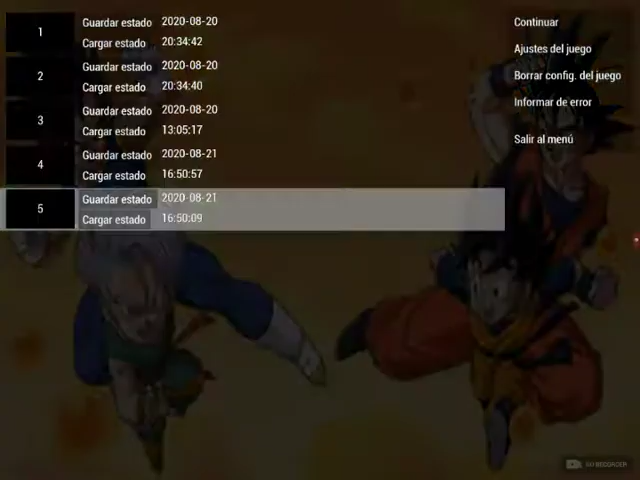 1
Guardar estado 2020-08-20
Cargar estado 20:34:42
2
Guardar estado 2020-08-20
Cargar estado 20:34:40
3
Guardar estado 2020-08-20
Cargar estado 13:05:17
4
Guardar estado 2020-08-21
Cargar estado 16:50:57
5
Guardar estado 2020-08-21
Cargar estado 16:50:09
Continuar
Ajustes del juego
Borrar config. del juego
Informar de error
Salir al menú
RECORDER